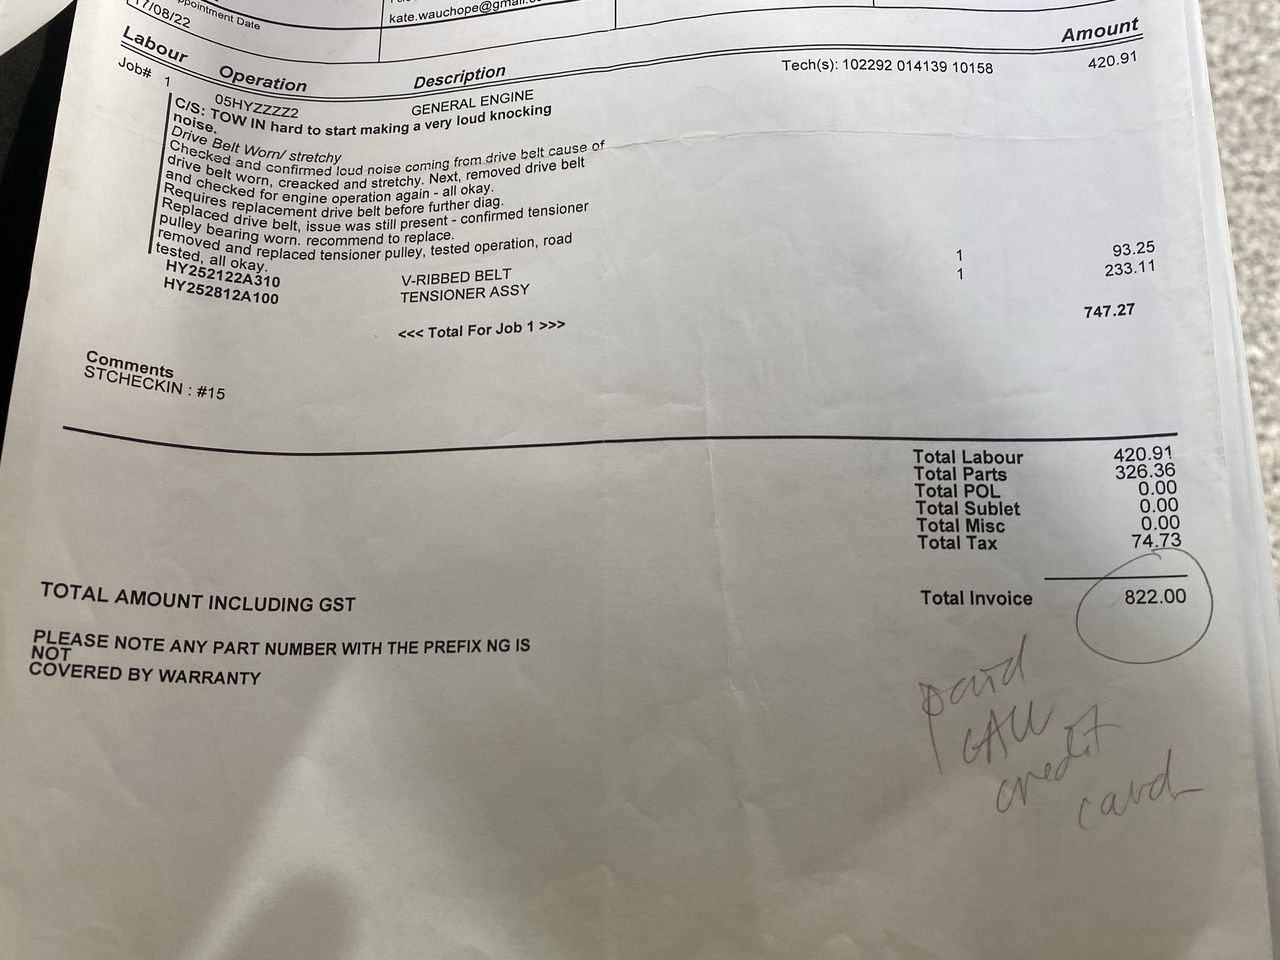 ppointment Date
17/08/22
kate.wauchope@gmail.co
Labour Operation Description Amount
Job# 1 05HYZZZZ2 GENERAL ENGINE Tech(s): 102292 014139 10158 420.91
C/S: TOW IN hard to start making a very loud knocking
noise.
Drive Belt Worn/ stretchy
Checked and confirmed loud noise coming from drive belt cause of
drive belt worn, creacked and stretchy. Next, removed drive belt
and checked for engine operation again - all okay.
Requires replacement drive belt before further diag.
Replaced drive belt, issue was still present - confirmed tensioner
pulley bearing worn. recommend to replace.
removed and replaced tensioner pulley, tested operation, road
tested, all okay.
HY252122A310 V-RIBBED BELT 1 93.25
HY252812A100 TENSIONER ASSY 1 233.11
<<< Total For Job 1 >>> 747.27
Comments
STCHECKIN : #15
Total Labour 420.91
Total Parts 326.36
Total POL 0.00
Total Sublet 0.00
Total Misc 0.00
Total Tax 74.73
TOTAL AMOUNT INCLUDING GST
Total Invoice 822.00
PLEASE NOTE ANY PART NUMBER WITH THE PREFIX NG IS
NOT
COVERED BY WARRANTY
paid
credit
card